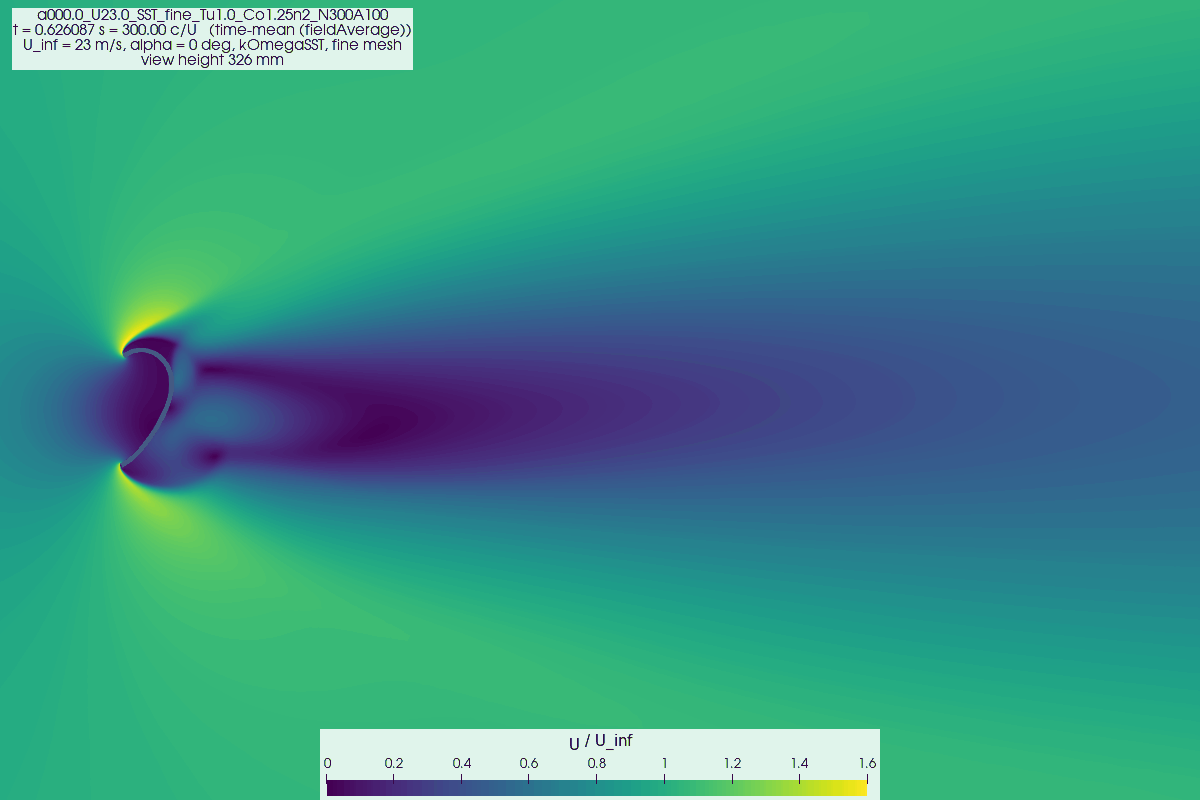 a000.0_U23.0_SST_fine_Tu1.0_Co1.25n2_N300A100
t = 0.626087 s = 300.00 c/U (time-mean (fieldAverage))
U_inf = 23 m/s, alpha = 0 deg, kOmegaSST, fine mesh
view height 326 mm
U / U_inf
0 0.2 0.4 0.6 0.8 1 1.2 1.4 1.6